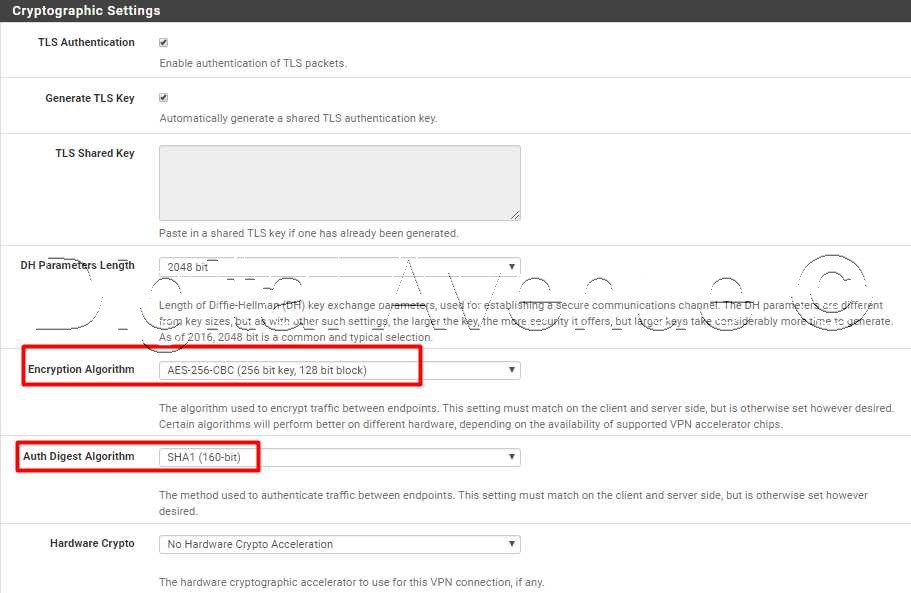 Cryptographic Settings
TLS Authentication
Enable authentication of TLS packets.
Generate TLS Key
Automatically generate a shared TLS authentication key.
TLS Shared Key
Paste in a shared TLS key if one has already been generated.
DH Parameters Length
2048 bit
Length of Diffie-Hellman (DH) key exchange parameters, used for establishing a secure communications channel. The DH parameters are different
from key sizes, but as with other such settings, the larger the key, the more security it offers, but larger keys take considerably more time to generate.
As of 2016, 2048 bit is a common and typical selection.
Encryption Algorithm
AES-256-CBC (256 bit key, 128 bit block)
The algorithm used to encrypt traffic between endpoints. This setting must match on the client and server side, but is otherwise set however desired.
Certain algorithms will perform better on different hardware, depending on the availability of supported VPN accelerator chips.
Auth Digest Algorithm
SHA1 (160-bit)
The method used to authenticate traffic between endpoints. This setting must match on the client and server side, but is otherwise set however
desired.
Hardware Crypto
No Hardware Crypto Acceleration
The hardware cryptographic accelerator to use for this VPN connection, if any.